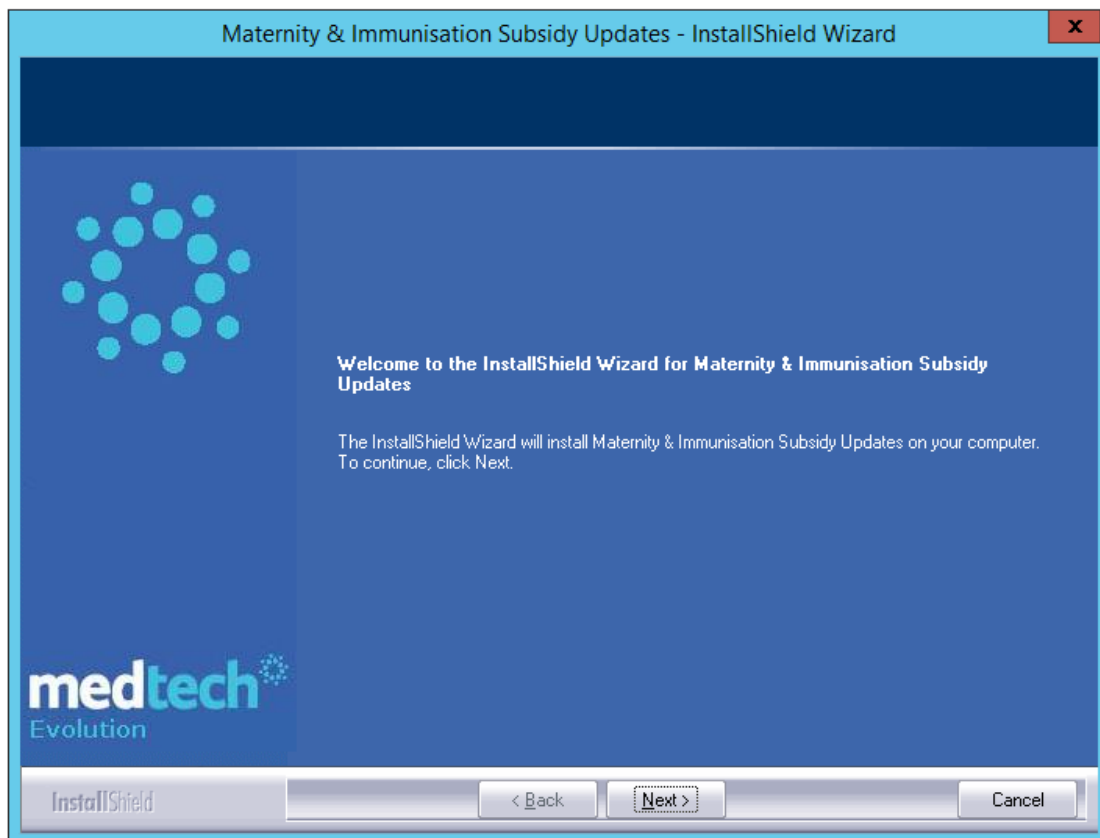 Maternity & Immunisation Subsidy Updates - InstallShield Wizard
x
Welcome to the InstallShield Wizard for Maternity & Immunisation Subsidy
Updates
The InstallShield Wizard will install Maternity & Immunisation Subsidy Updates on your computer.
To continue, click Next.
medtech
Evolution
InstallShield
< Back
Next >
Cancel